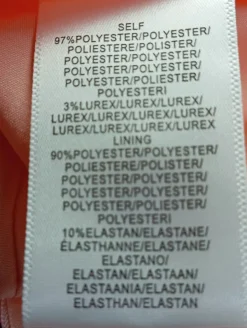 SELF
97%POLYESTER/POLYESTER/
POLIESTERE/POLISTER/
POLYESTER/POLYESTER/
POLYESTER/POLYESTER/
POLYESTER/POLIESTER/
POLYESTERI
3%LUREX/LUREX/LUREX/
LUREX/LUREX/LUREX/LUREX/
LUREX/LUREX/LUREX/LUREX
LINING
90%POLYESTER/POLYESTER/
POLIESTERE/POLISTER/
POLYESTER/POLYESTER/
POLYESTER/POLYESTER/
POLYESTER/POLIESTER/
POLYESTERI
10%ELASTAN/ELASTANE/
ÉLASTHANNE/ELASTANE/
ELASTANO/
ELASTAN/ELASTAAN/
ELASTAANIA/ELASTAN/
ELASTHAN/ELASTAN